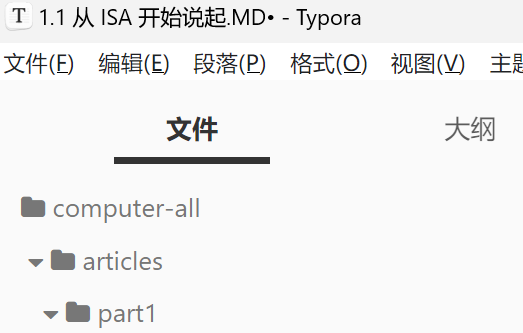 T 1.1 从 ISA 开始说起.MD• - Typora
文件(F) 编辑(E) 段落(P) 格式(O) 视图(V) 主题
文件 大纲
computer-all
articles
part1